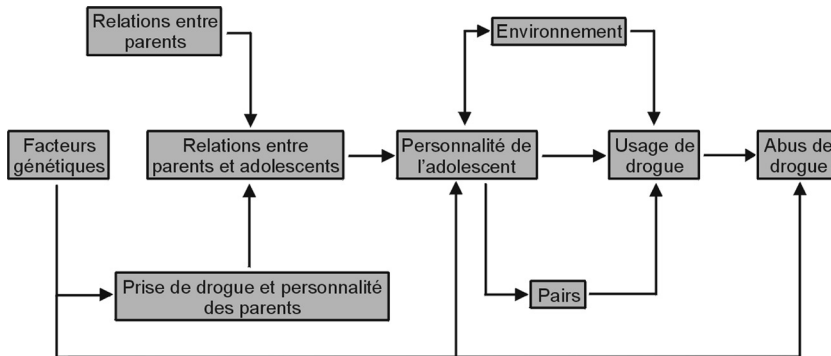 Relations entre
parents
Environnement
Facteurs
génétiques
Relations entre
parents et adolescents
Personnalité de
l'adolescent
Usage de
drogue
Abus de
drogue
Prise de drogue et personnalité
des parents
Pairs